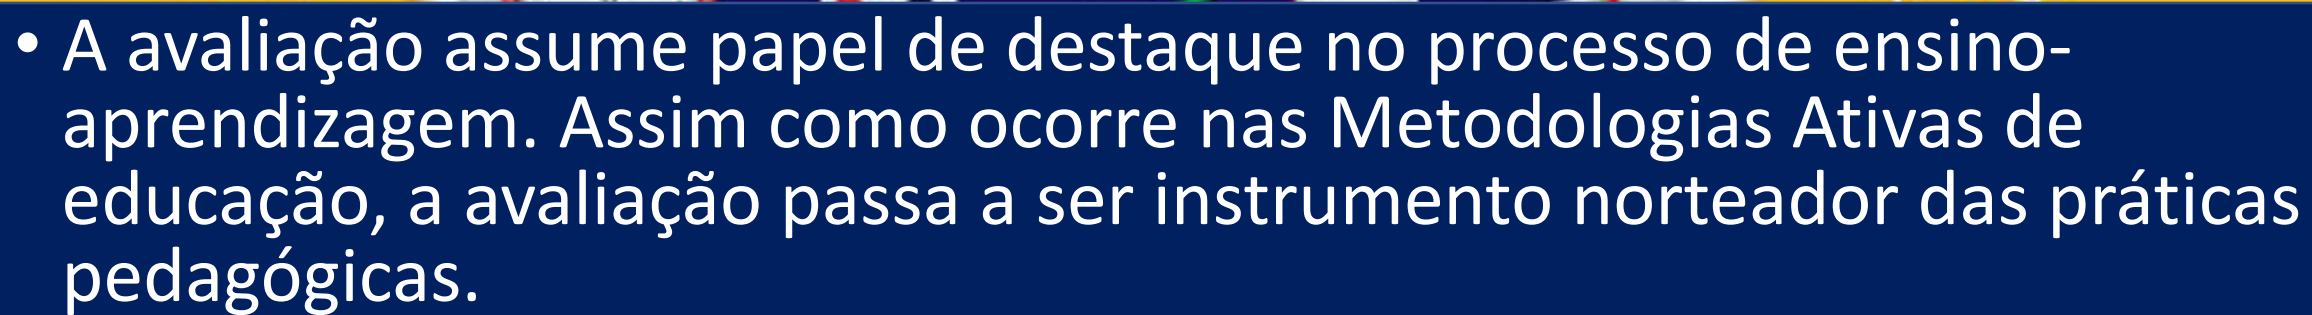 • A avaliação assume papel de destaque no processo de ensino-
aprendizagem. Assim como ocorre nas Metodologias Ativas de
educação, a avaliação passa a ser instrumento norteador das práticas
pedagógicas.